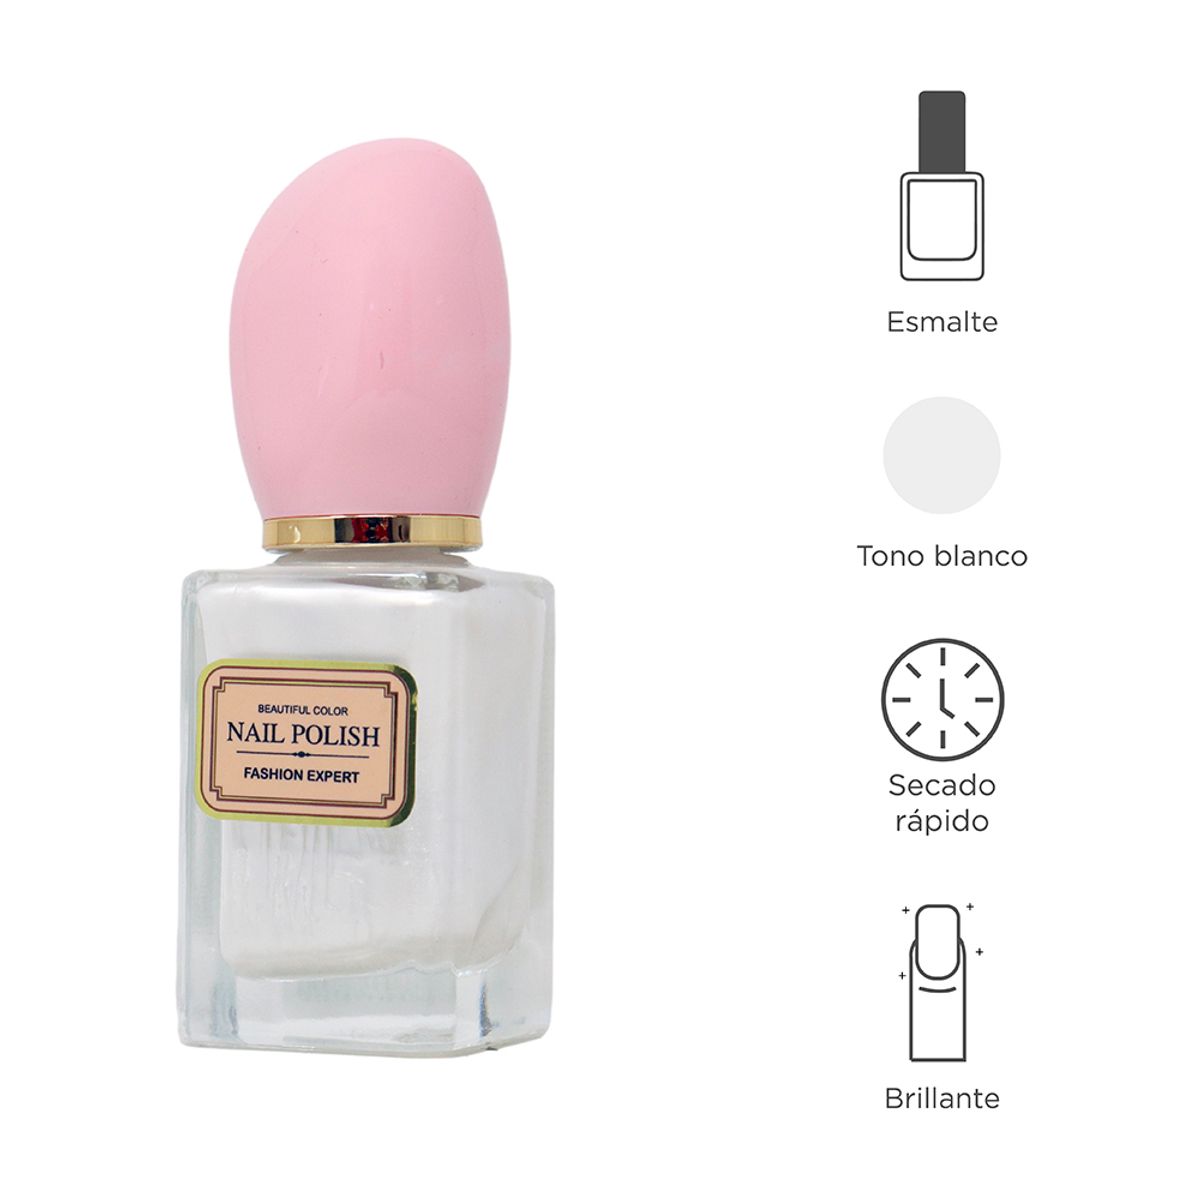 BEAUTIFUL COLOR
NAIL POLISH
FASHION EXPERT
Esmalte
Tono blanco
Secado
rápido
Brillante